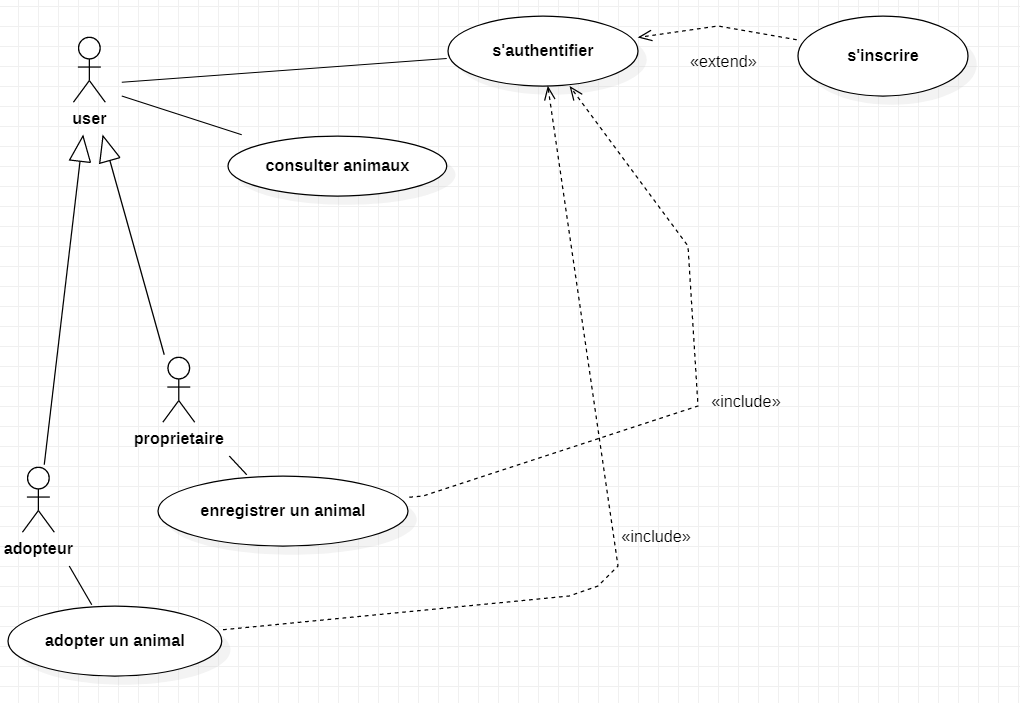 s'authentifier
s'inscrire
«extend»
user
consulter animaux
«include»
proprietaire
enregistrer un animal
«include»
adopteur
adopter un animal